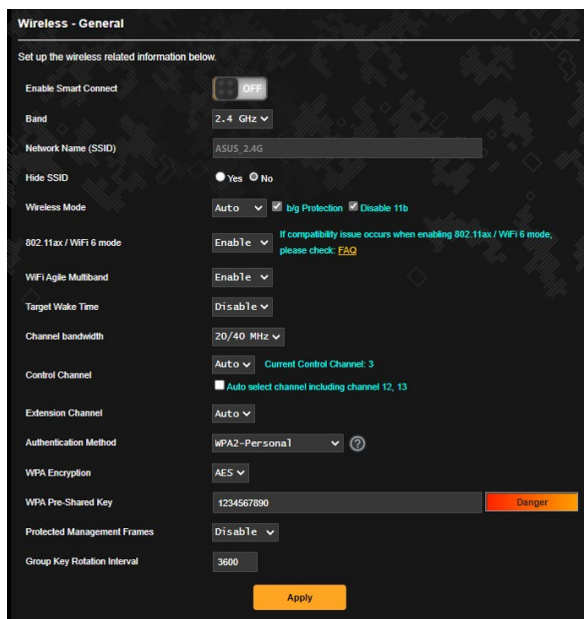 Wireless - General
Set up the wireless related information below.
Enable Smart Connect OFF
Band 2.4 GHz
Network Name (SSID) ASUS_2.4G
Hide SSID Yes No
Wireless Mode Auto b/g Protection Disable 11b
802.11ax / WiFi 6 mode Enable If compatibility issue occurs when enabling 802.11ax / WiFi 6 mode,
please check: FAQ
WiFi Agile Multiband Enable
Target Wake Time Disable
Channel bandwidth 20/40 MHz
Control Channel Auto Current Control Channel: 3
Auto select channel including channel 12, 13
Extension Channel Auto
Authentication Method WPA2-Personal ?
WPA Encryption AES
WPA Pre-Shared Key 1234567890 Danger
Protected Management Frames Disable
Group Key Rotation Interval 3600
Apply